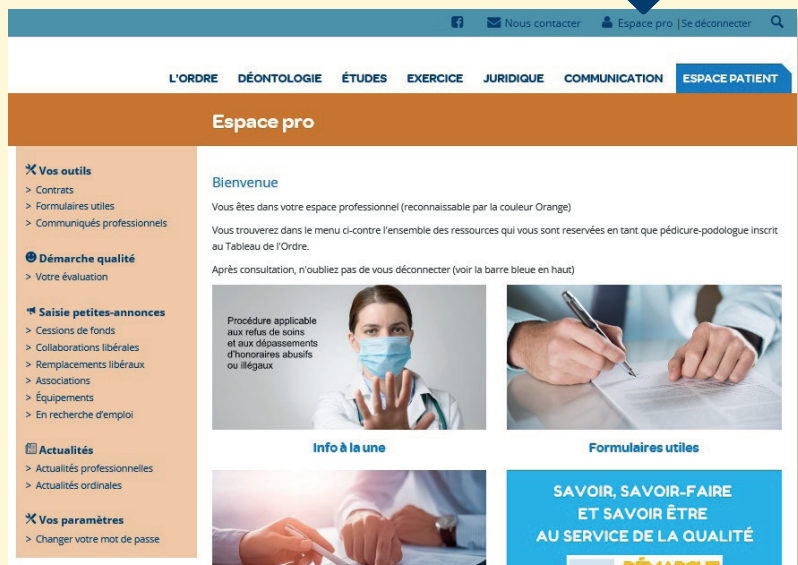 Nous contacter
Espace pro |Se déconnecter
L'ORDRE DÉONTOLOGIE ÉTUDES EXERCICE JURIDIQUE COMMUNICATION ESPACE PATIENT
Espace pro
Vos outils
> Contrats
> Formulaires utiles
> Communiqués professionnels
Démarche qualité
> Votre évaluation
Saisie petites-annonces
> Cessions de fonds
> Collaborations libérales
> Remplacements libéraux
> Associations
> Équipements
> En recherche d'emploi
Actualités
> Actualités professionnelles
> Actualités ordinales
Vos paramètres
> Changer votre mot de passe
Bienvenue
Vous êtes dans votre espace professionnel (reconnaissable par la couleur Orange)
Vous trouverez dans le menu ci-contre l'ensemble des ressources qui vous sont reservées en tant que pédicure-podologue inscrit
au Tableau de l'Ordre.
Après consultation, n'oubliez pas de vous déconnecter (voir la barre bleue en haut)
Procédure applicable
aux refus de soins
et aux dépassements
d'honoraires abusifs
ou illégaux
Info à la une
Formulaires utiles
SAVOIR, SAVOIR-FAIRE
ET SAVOIR ÊTRE
AU SERVICE DE LA QUALITÉ
DÉMARCHE